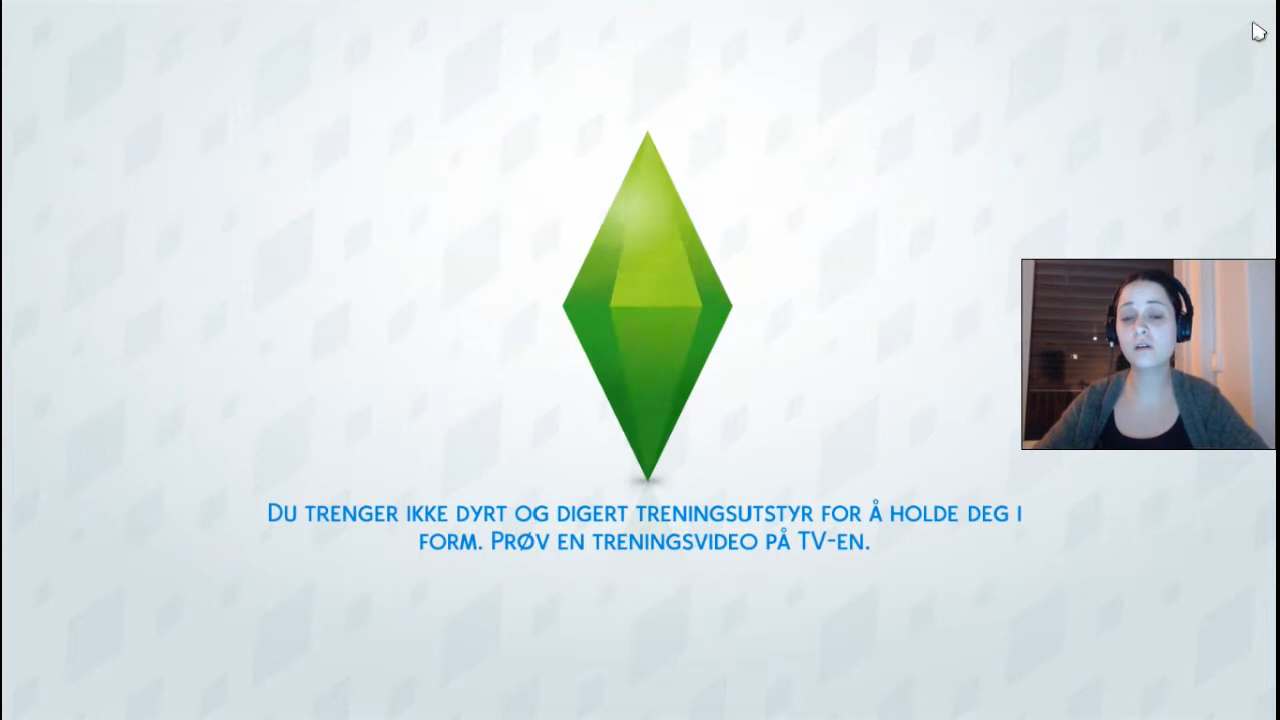 Du trenger ikke dyrt og digert treningsutstyr for å holde deg i
form. Prøv en treningsvideo på TV-en.